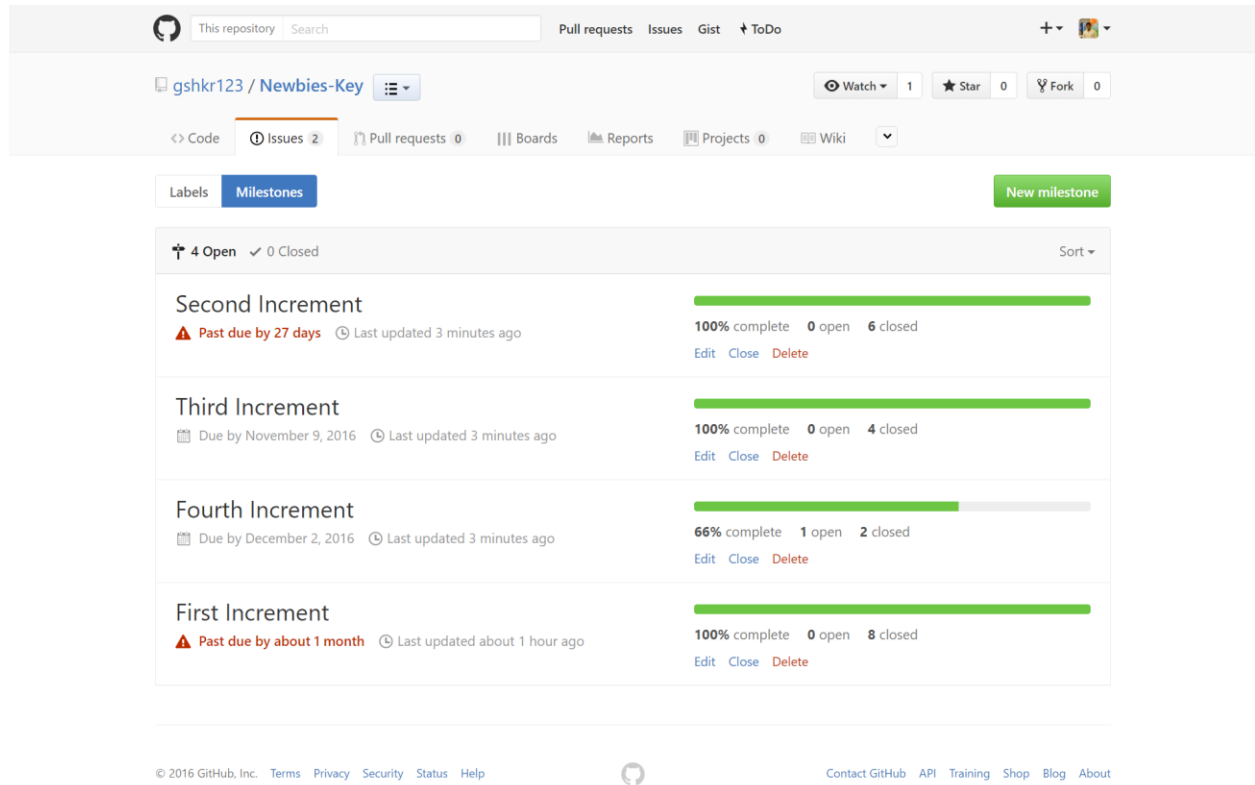 This repository Search Pull requests Issues Gist ToDo
gshkr123 / Newbies-Key Watch 1 Star 0 Fork 0
Code Issues 2 Pull requests 0 Boards Reports Projects 0 Wiki
Labels Milestones New milestone
4 Open 0 Closed Sort
Second Increment
Past due by 27 days Last updated 3 minutes ago
100% complete 0 open 6 closed
Edit Close Delete
Third Increment
Due by November 9, 2016 Last updated 3 minutes ago
100% complete 0 open 4 closed
Edit Close Delete
Fourth Increment
Due by December 2, 2016 Last updated 3 minutes ago
66% complete 1 open 2 closed
Edit Close Delete
First Increment
Past due by about 1 month Last updated about 1 hour ago
100% complete 0 open 8 closed
Edit Close Delete
© 2016 GitHub, Inc. Terms Privacy Security Status Help Contact GitHub API Training Shop Blog About